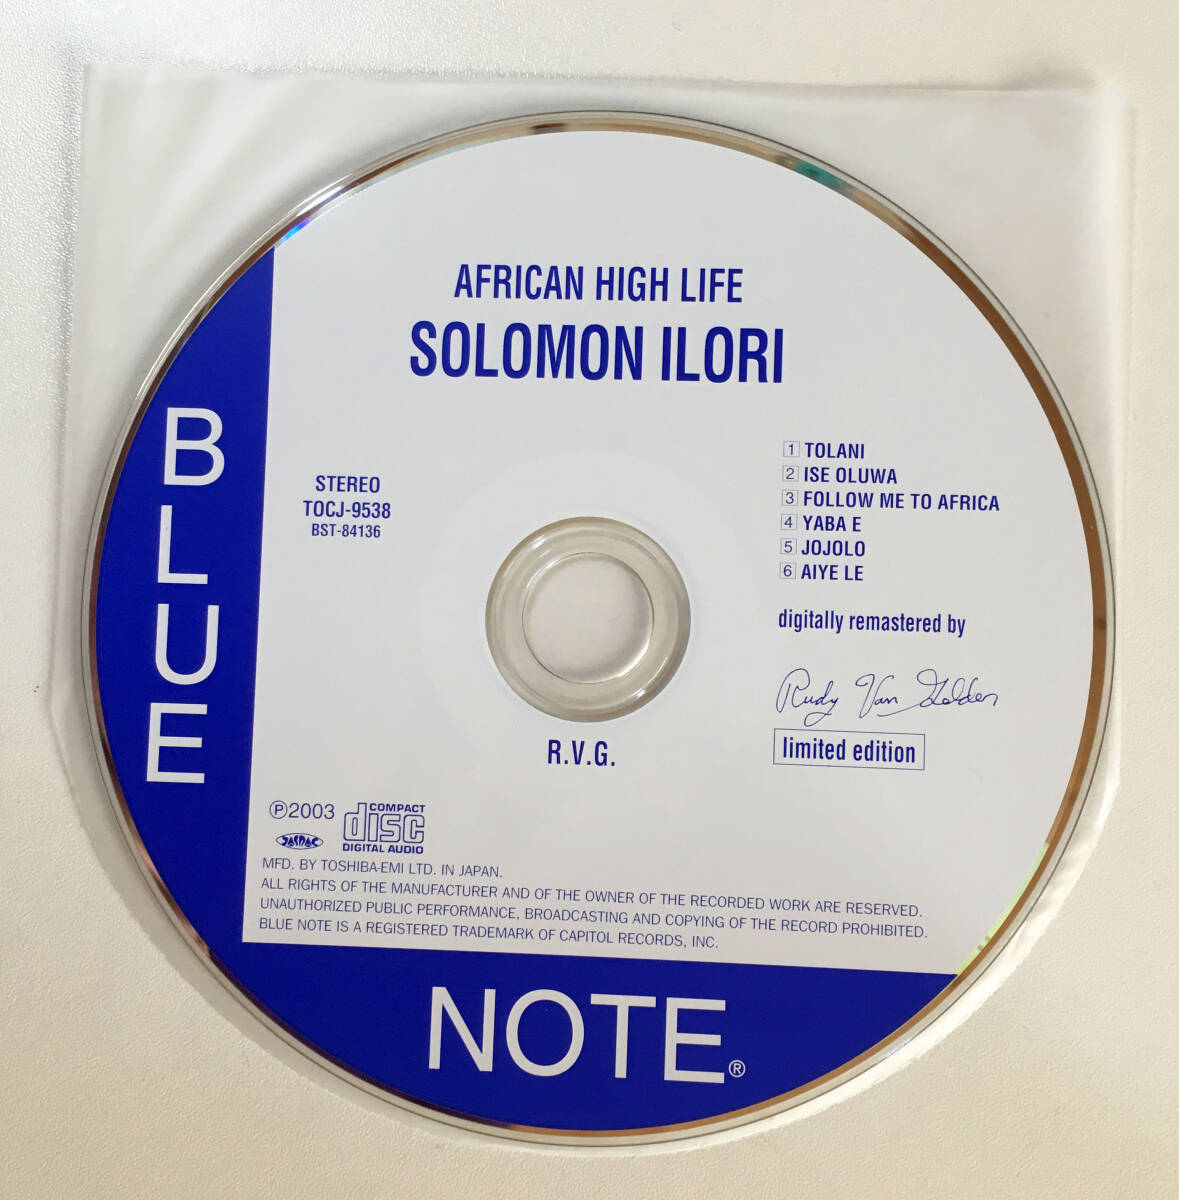 AFRICAN HIGH LIFE
SOLOMON ILORI
BLUE
STEREO
TOCJ-9538
BST-84136
1 TOLANI
2 ISE OLUWA
3 FOLLOW ME TO AFRICA
4 YABA E
5 JOJOLO
6 AIYE LE
digitally remastered by
Rudy Van Gelder
limited edition
R.V.G.
Ⓟ2003
COMPACT
disc
DIGITAL AUDIO
JASRAC
MFD. BY TOSHIBA-EMI LTD. IN JAPAN.
ALL RIGHTS OF THE MANUFACTURER AND OF THE OWNER OF THE RECORDED WORK ARE RESERVED.
UNAUTHORIZED PUBLIC PERFORMANCE, BROADCASTING AND COPYING OF THE RECORD PROHIBITED.
BLUE NOTE IS A REGISTERED TRADEMARK OF CAPITOL RECORDS, INC.
NOTE®